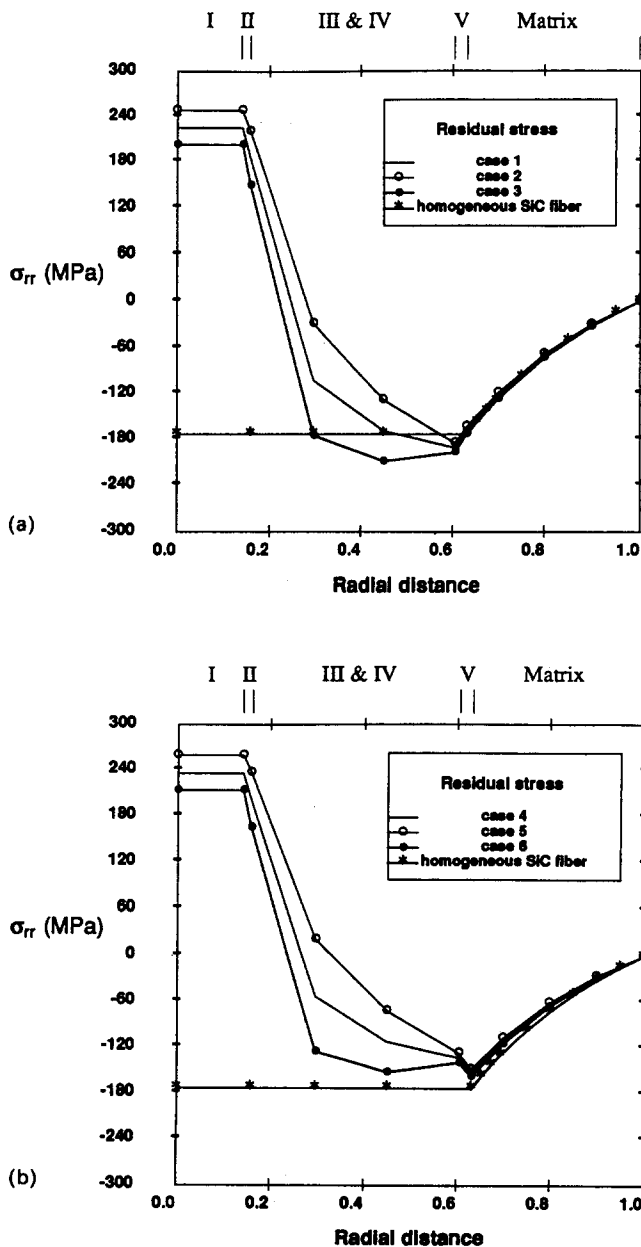 I II III & IV V Matrix
300
240
180
120
60
0
-60
-120
-180
-240
-300
σrr (MPa)
Residual stress
case 1
case 2
case 3
homogeneous SiC fiber
(a)
0.0 0.2 0.4 0.6 0.8 1.0
Radial distance
I II III & IV V Matrix
300
240
180
120
60
0
-60
-120
-180
-240
-300
σrr (MPa)
Residual stress
case 4
case 5
case 6
homogeneous SiC fiber
(b)
0.0 0.2 0.4 0.6 0.8 1.0
Radial distance